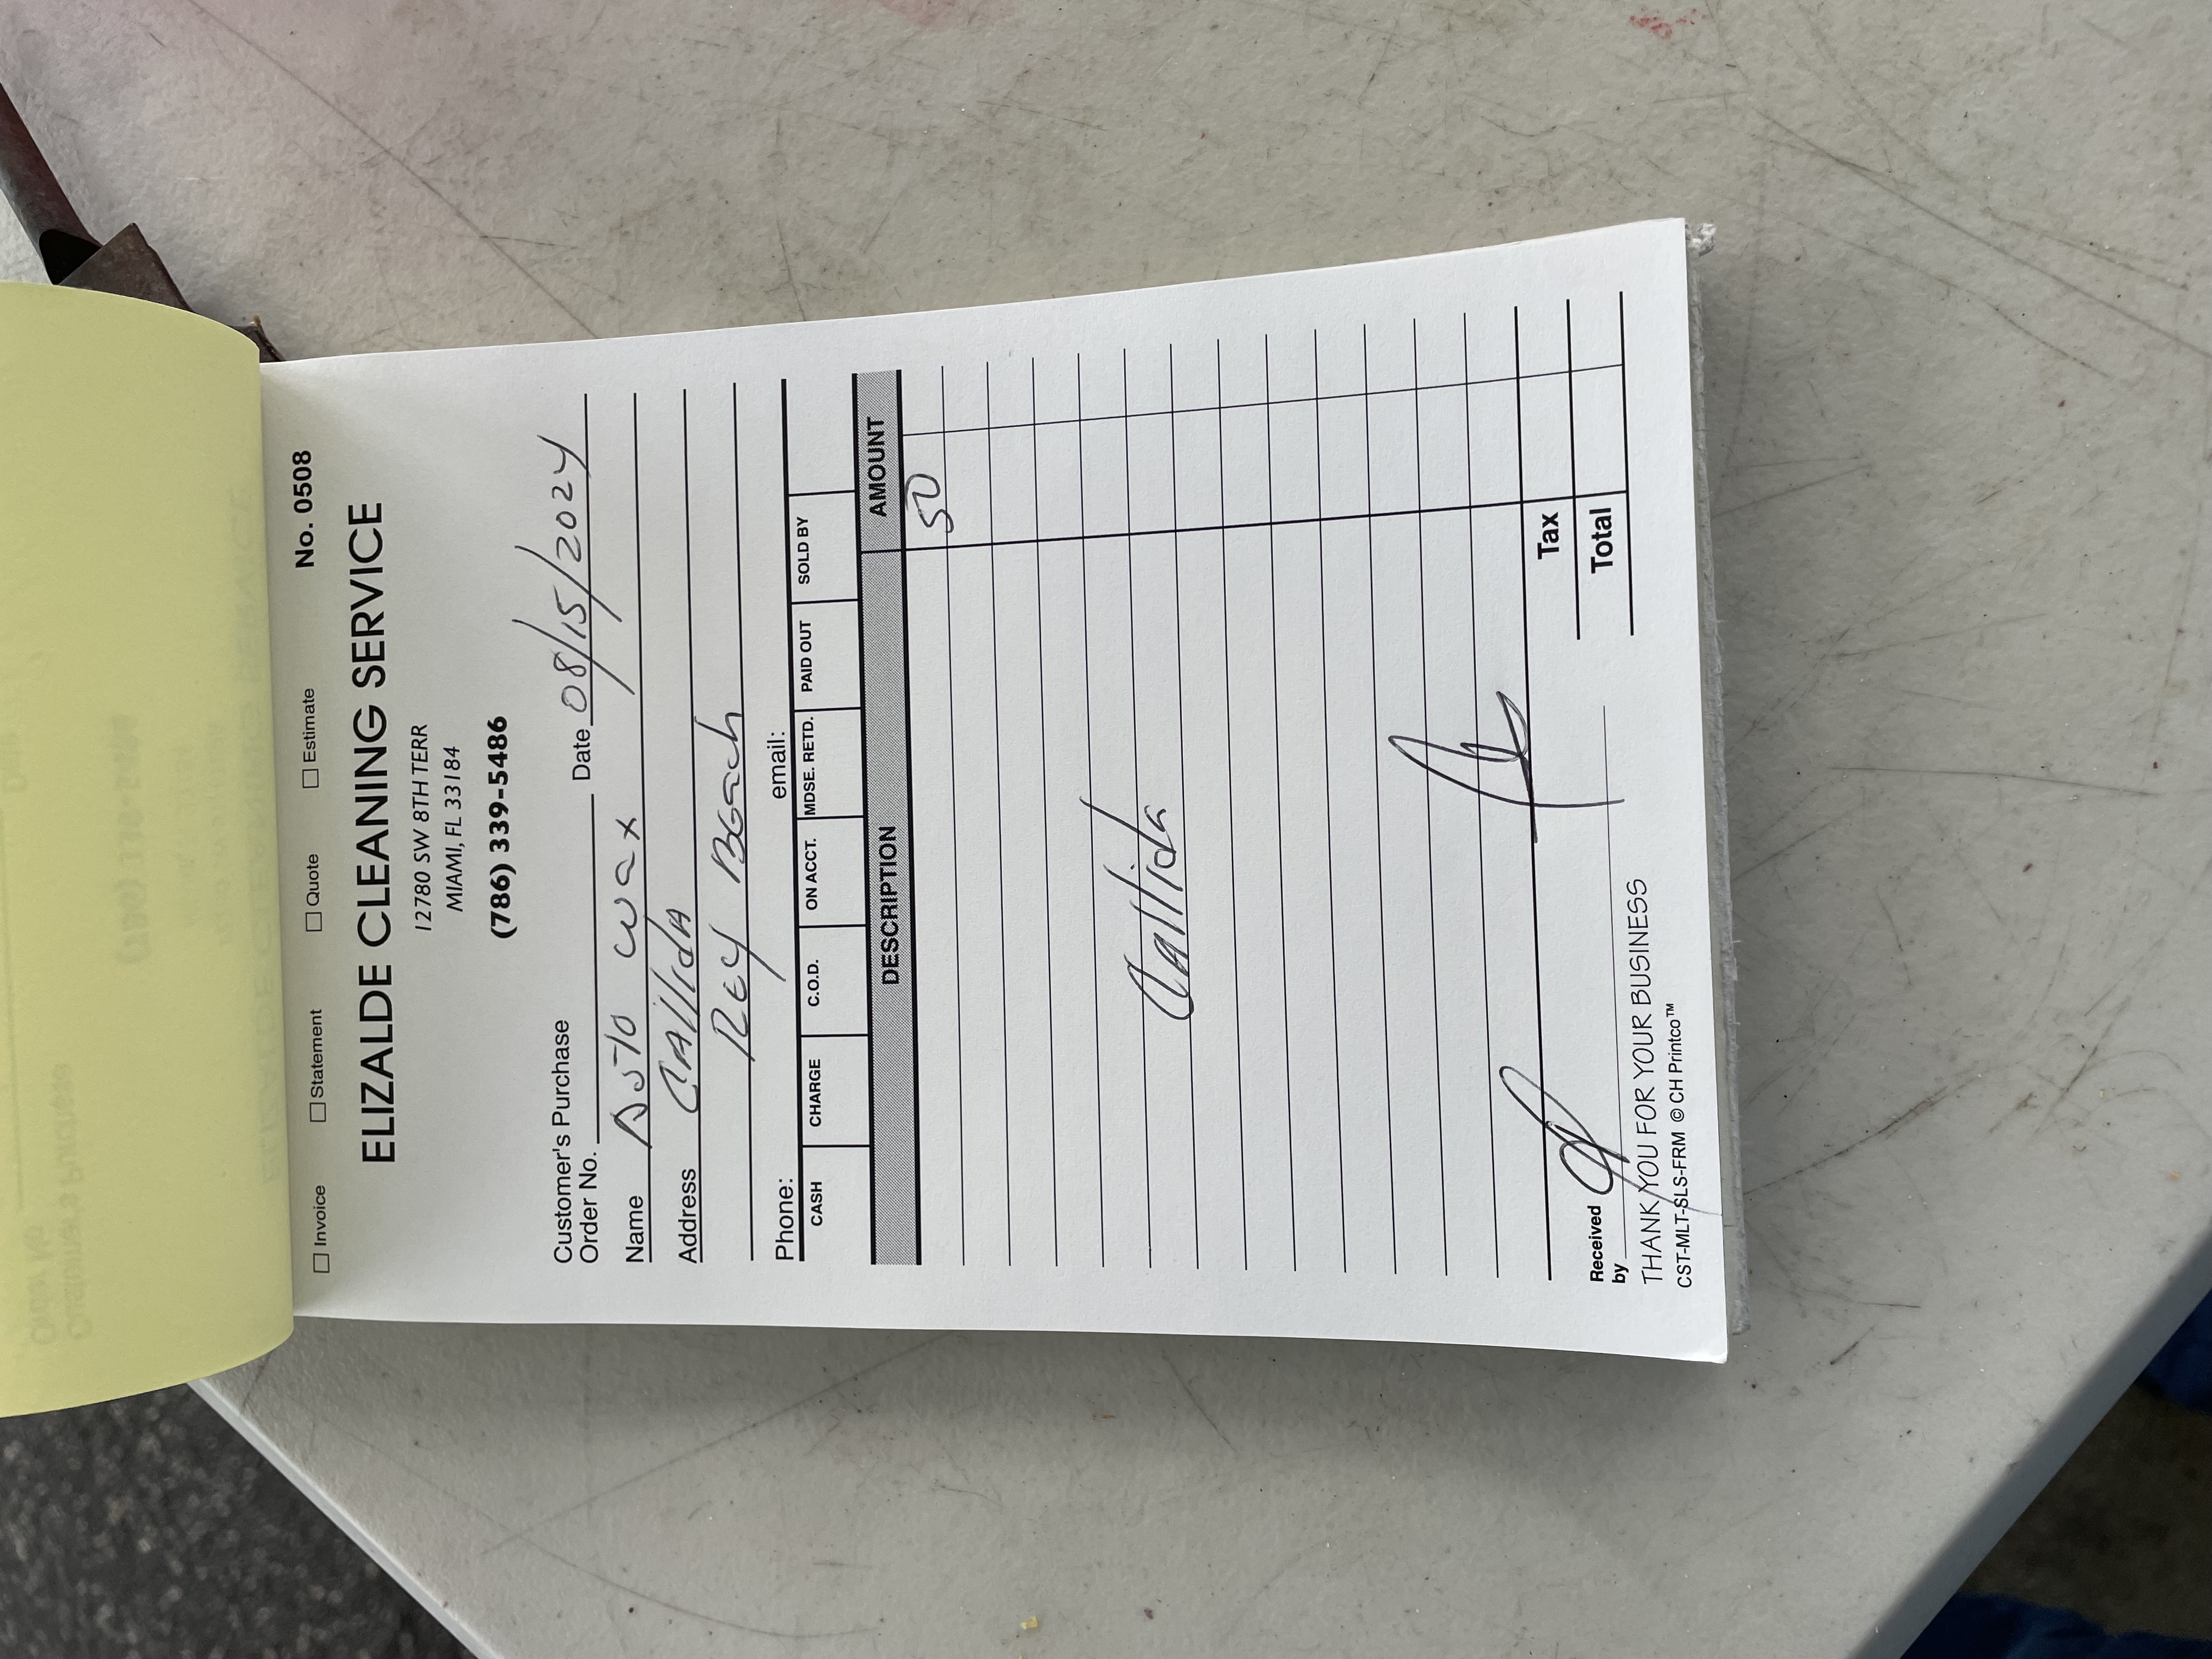 ☐ Invoice ☐ Statement ☐ Quote ☐ Estimate No. 0508
ELIZALDE CLEANING SERVICE
12780 SW 8TH TERR
MIAMI, FL 33184
(786) 339-5486
Customer's Purchase
Order No. Date 08/15/2024
Name wax
Address CAllidA
Rey Beach
Phone: email:
CASH CHARGE C.O.D. ON ACCT. MDSE. RETD. PAID OUT SOLD BY
DESCRIPTION AMOUNT
50
Callida
Tax
Total
Received
by
THANK YOU FOR YOUR BUSINESS
CST-MLT-SLS-FRM © CH Printco™